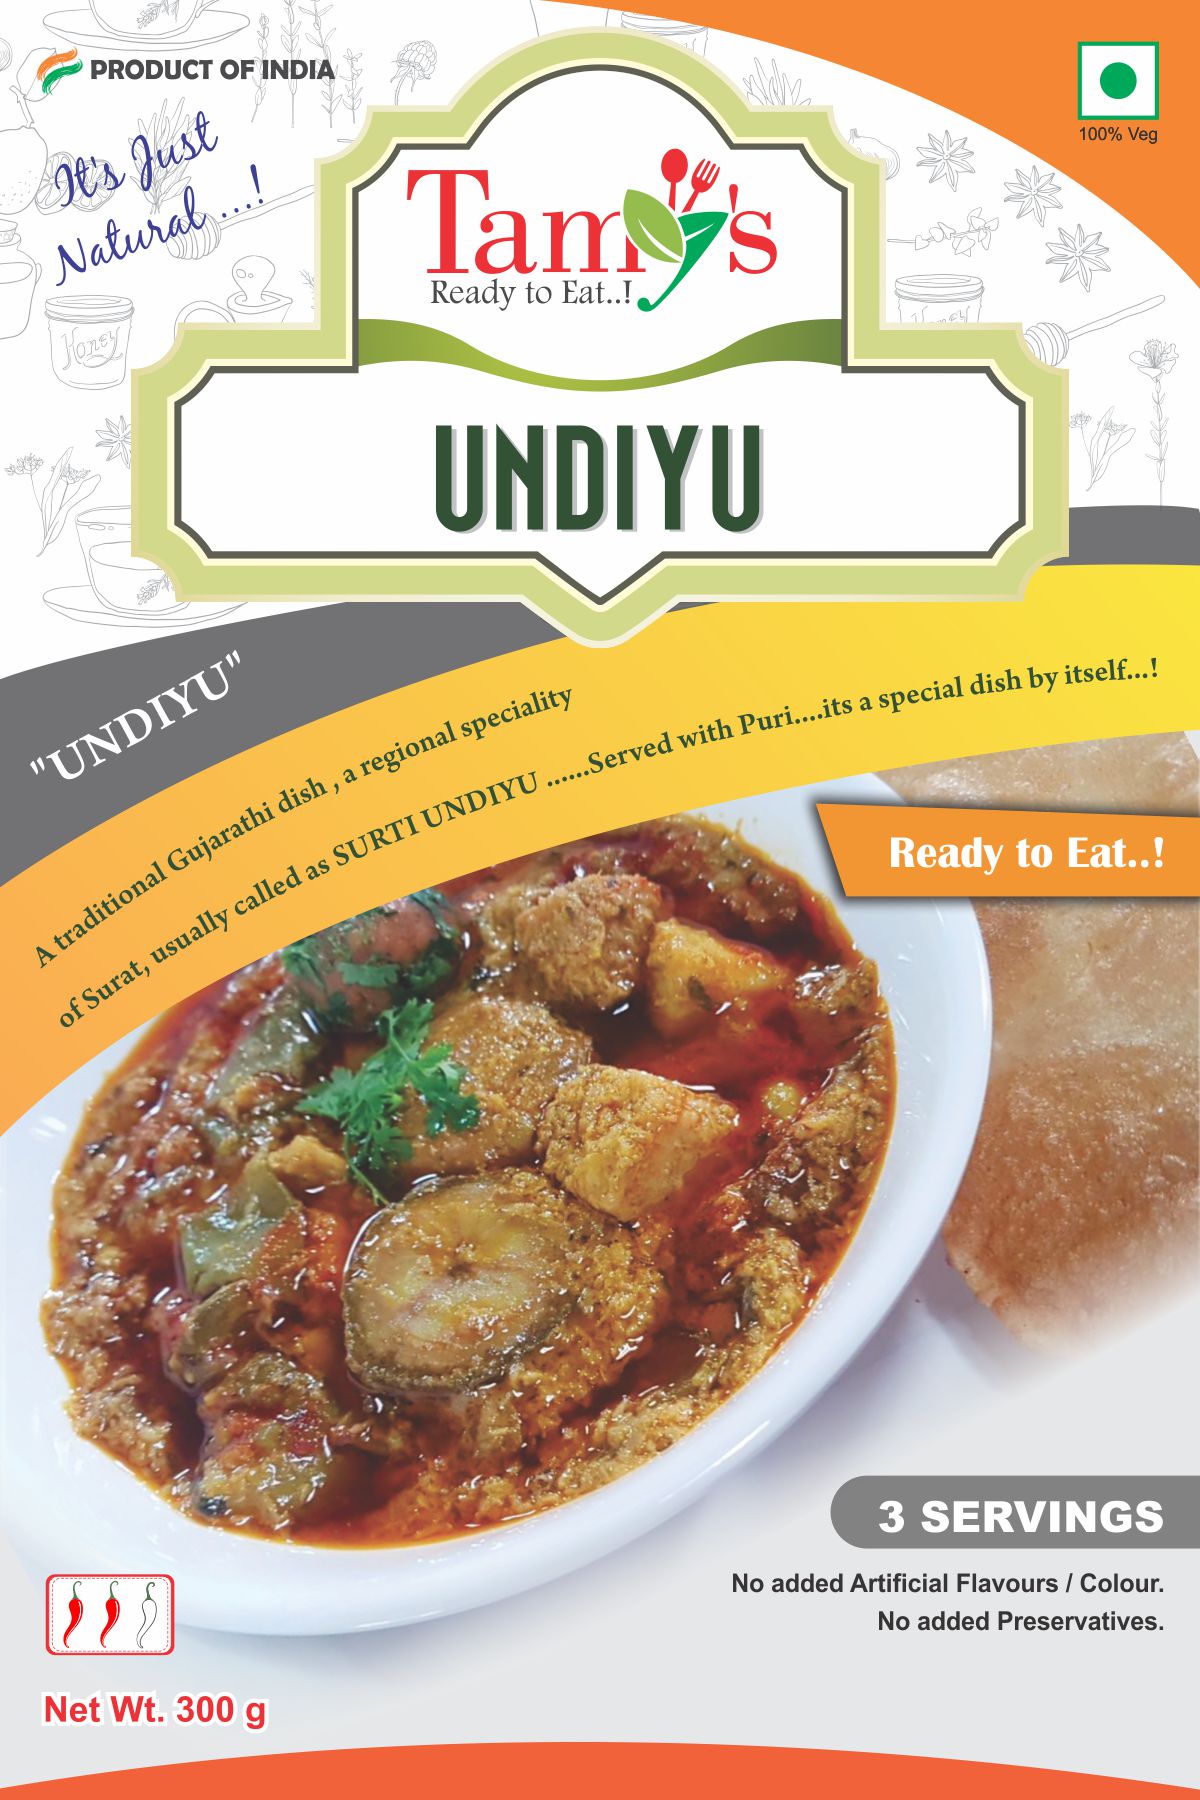 PRODUCT OF INDIA
It's Just
Natural ...!
100% Veg
Tamy's
Ready to Eat..!
Honey
Honey
UNDIYU
"UNDIYU"
A traditional Gujarathi dish , a regional speciality
of Surat, usually called as SURTI UNDIYU ......Served with Puri....its a special dish by itself...!
Ready to Eat..!
3 SERVINGS
No added Artificial Flavours / Colour.
No added Preservatives.
Net Wt. 300 g